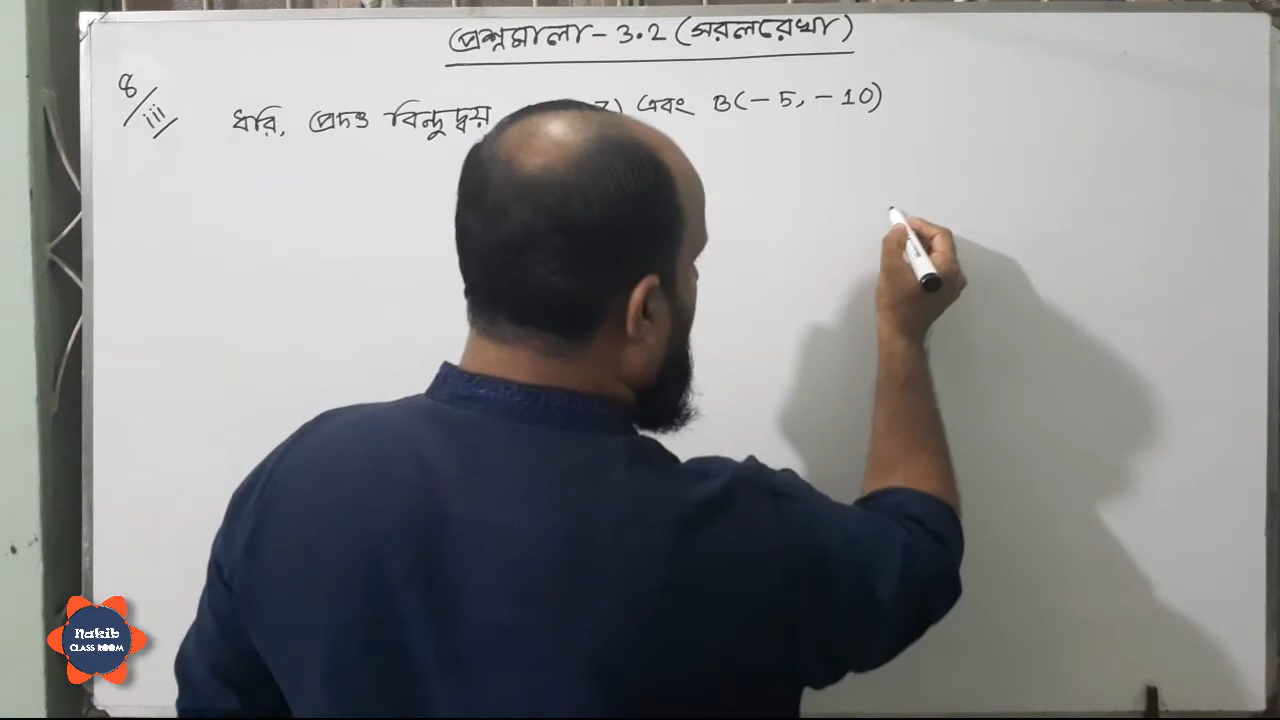 প্রশ্নমালা - 3.2 (সরলরেখা)
8/iii
ধরি, প্রদত্ত বিন্দুদ্বয় ) এবং B(-5, -10)
Nakib
CLASS ROOM